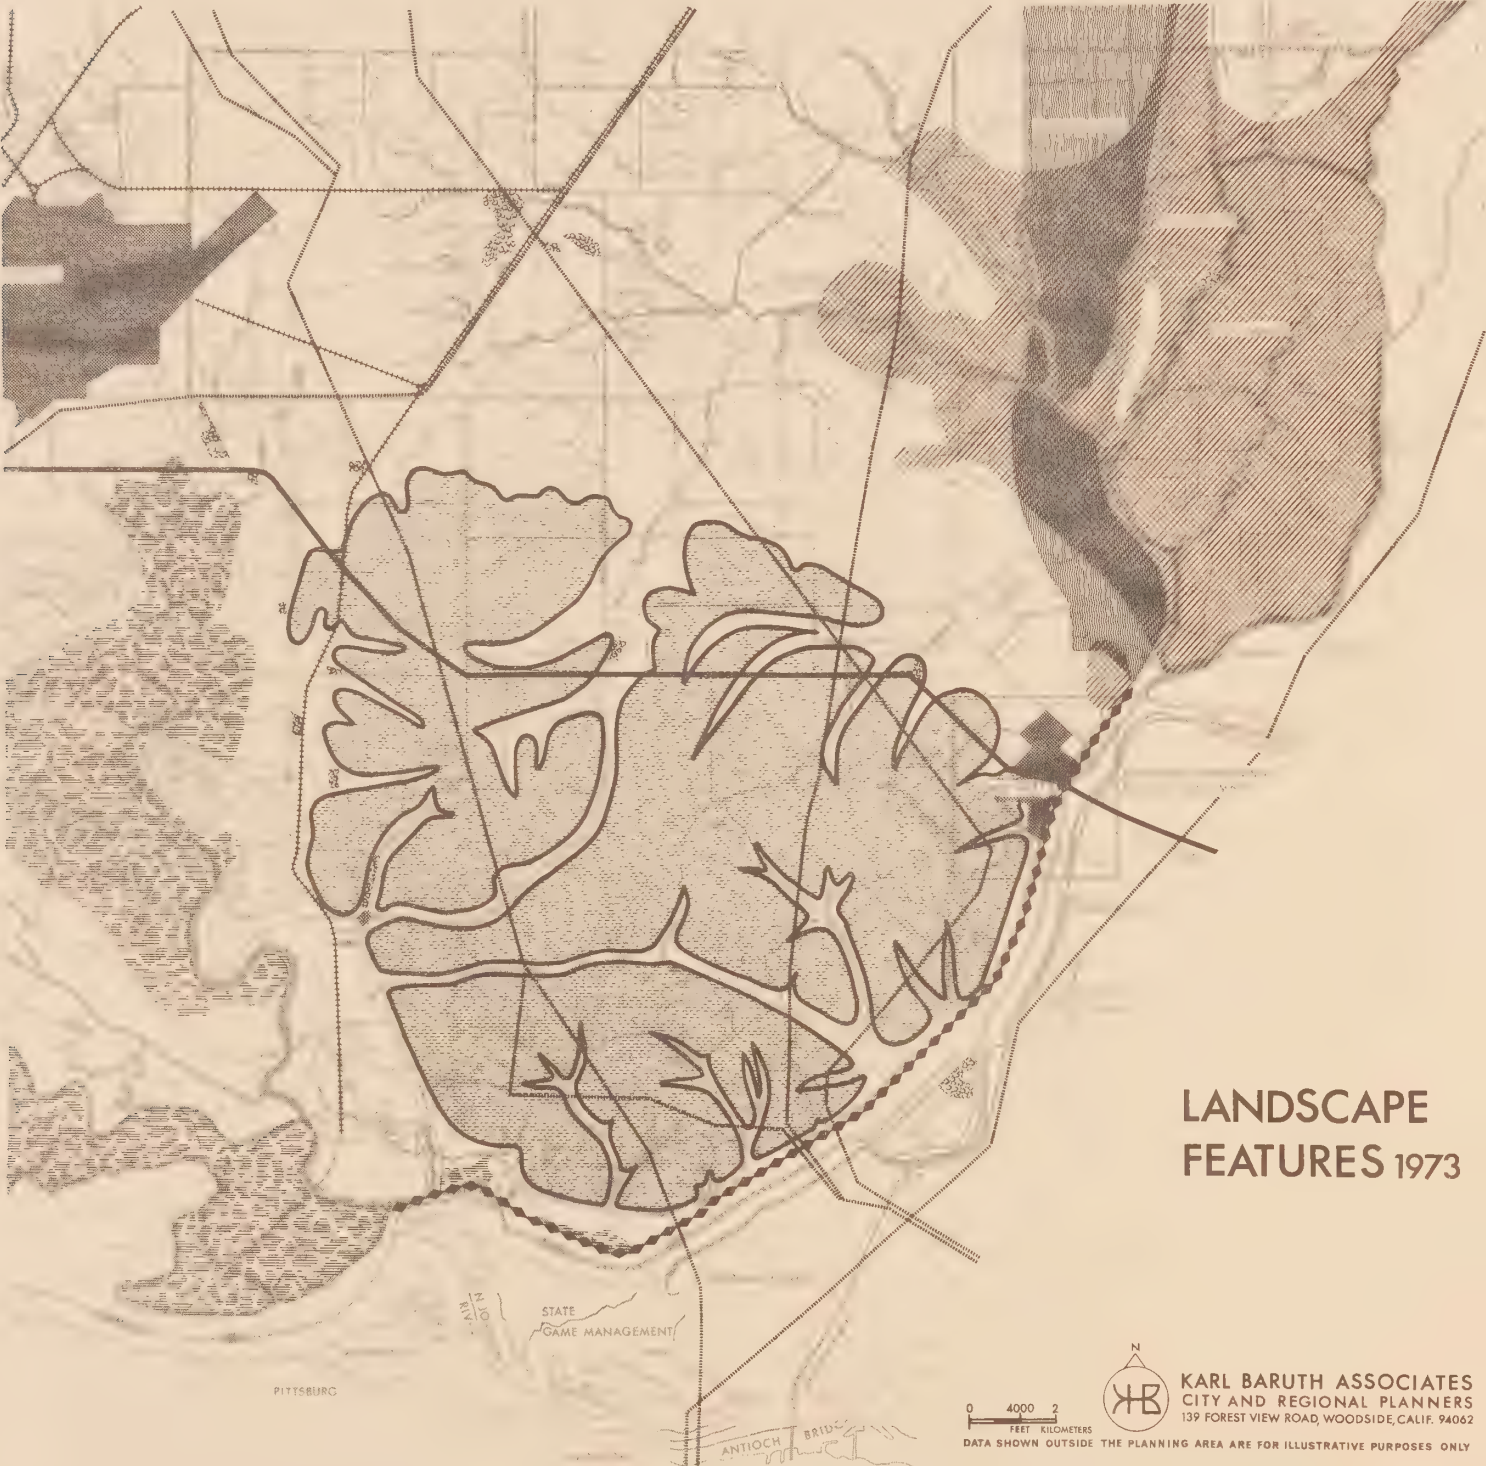 LANDSCAPE
FEATURES 1973
STATE
GAME MANAGEMENT
PITTSBURG
ANTIOCH BRIDG
N
KARL BARUTH ASSOCIATES
CITY AND REGIONAL PLANNERS
139 FOREST VIEW ROAD, WOODSIDE, CALIF. 94062
0 4000 2
FEET KILOMETERS
DATA SHOWN OUTSIDE THE PLANNING AREA ARE FOR ILLUSTRATIVE PURPOSES ONLY